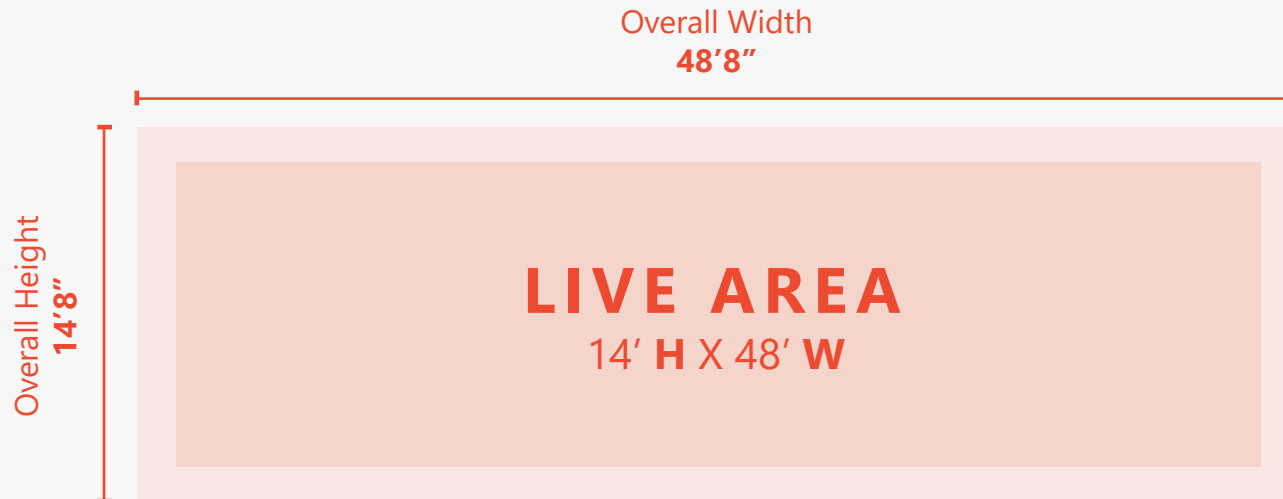 Overall Width
48’8”
Overall Height
14’8”
LIVE AREA
14’ H X 48’ W